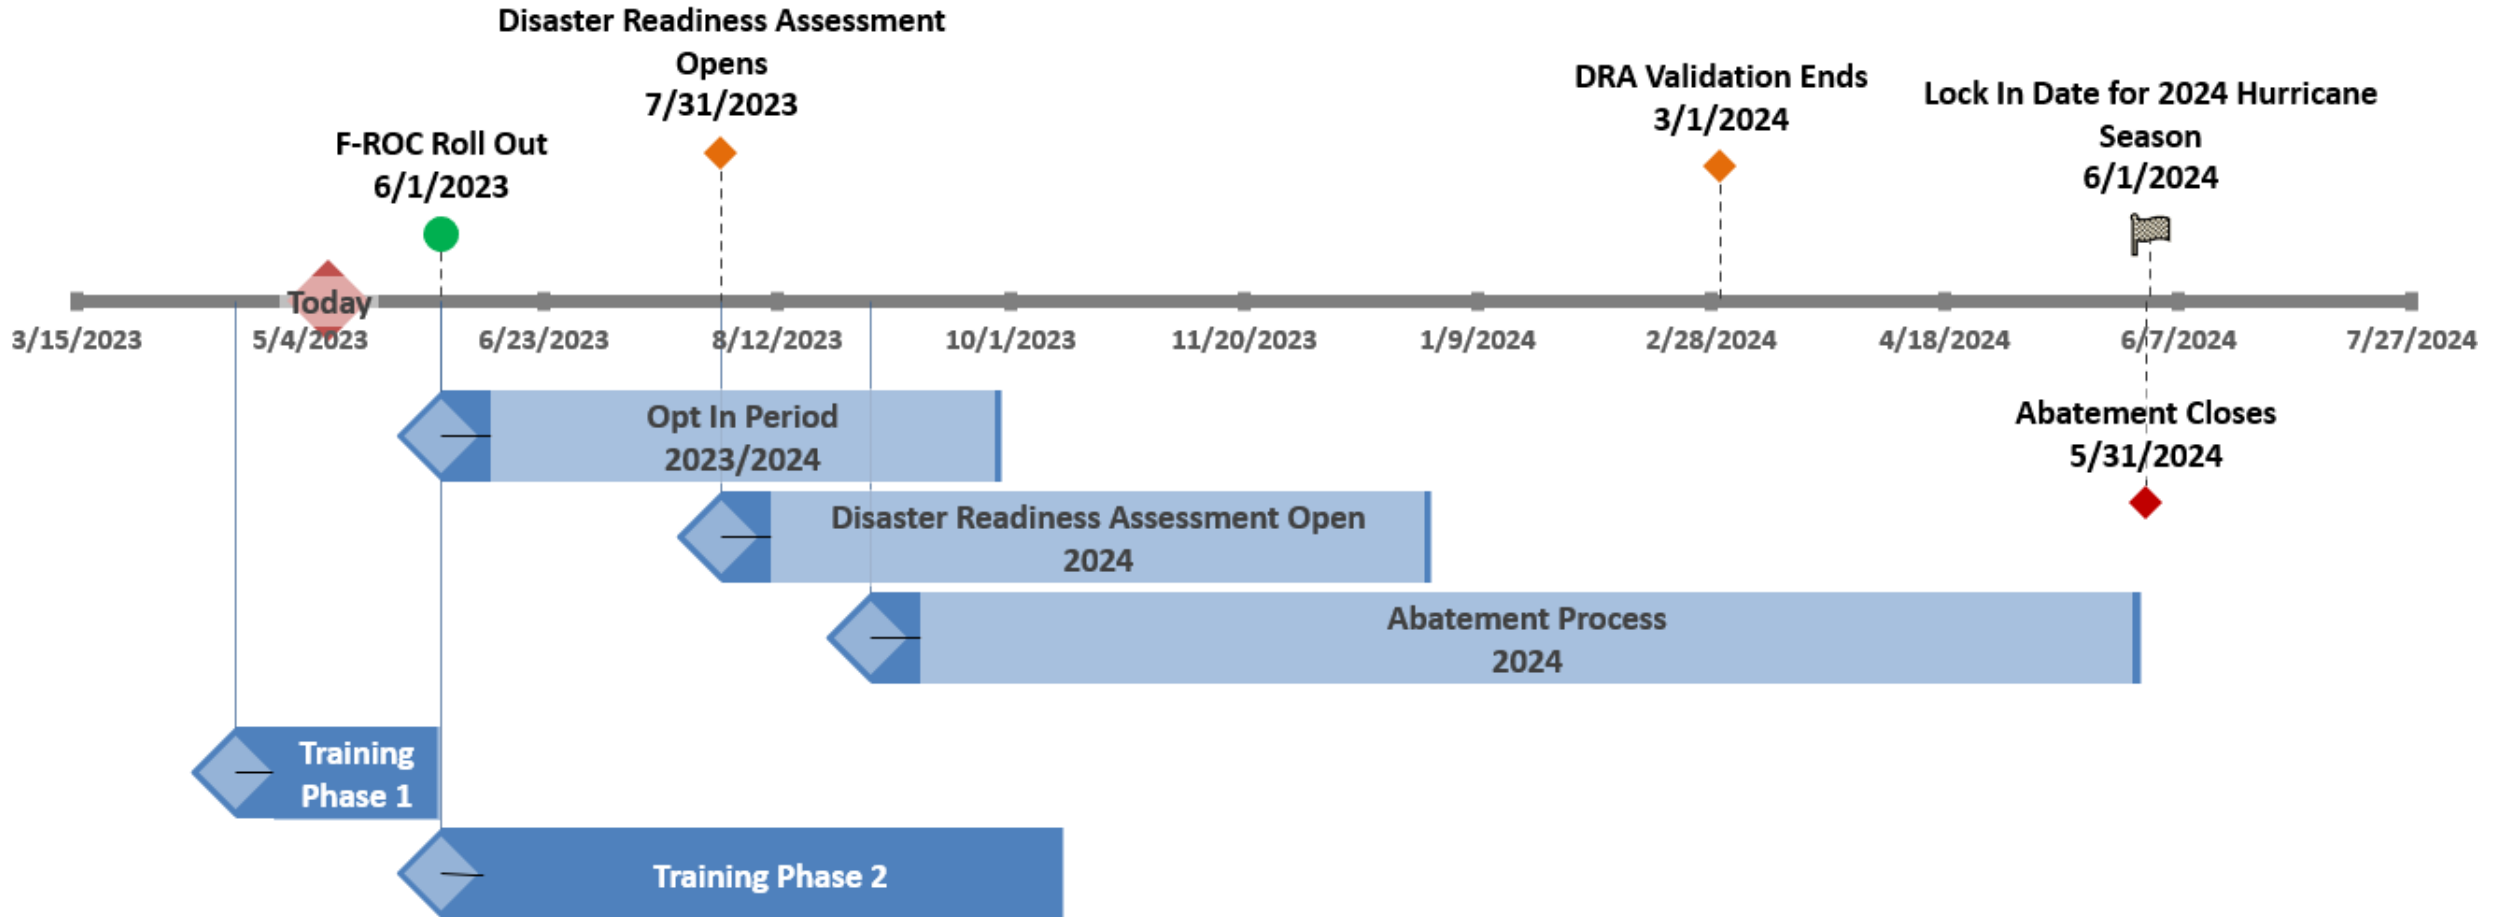 Disaster Readiness Assessment
Opens
7/31/2023
DRA Validation Ends
3/1/2024
Lock In Date for 2024 Hurricane
Season
6/1/2024
F-ROC Roll Out
6/1/2023
Today
3/15/2023
5/4/2023
6/23/2023
8/12/2023
10/1/2023
11/20/2023
1/9/2024
2/28/2024
4/18/2024
6/7/2024
7/27/2024
Opt In Period
2023/2024
Abatement Closes
5/31/2024
Disaster Readiness Assessment Open
2024
Abatement Process
2024
Training
Phase 1
Training Phase 2